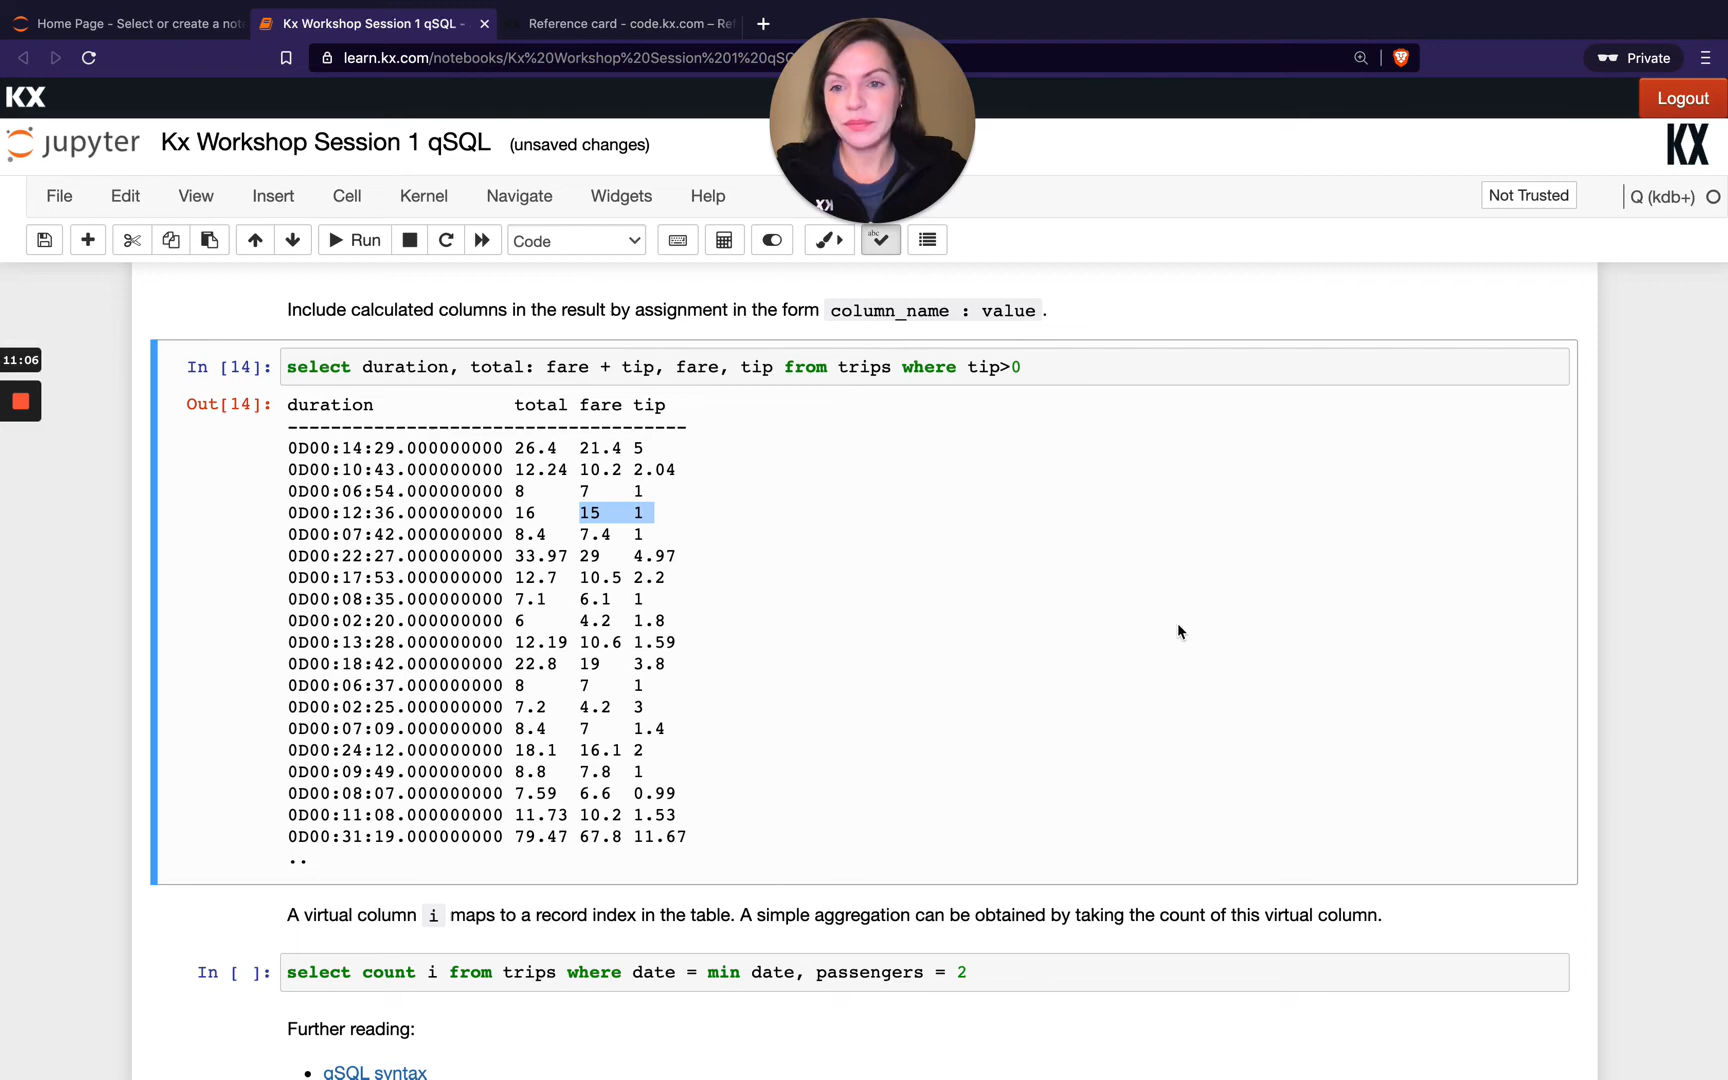 Home Page - Select or create a not
Kx Workshop Session 1 qSQL -
Reference card - code.kx.com – Ref
learn.kx.com/notebooks/Kx%20Workshop%20Session%201%20qS
Private
KX
Logout
jupyter
Kx Workshop Session 1 qSQL (unsaved changes)
KX
File Edit View Insert Cell Kernel Navigate Widgets Help
Not Trusted
Q (kdb+)
KX
Run
Code
abc
11:06
Include calculated columns in the result by assignment in the form column_name : value.
In [14]: select duration, total: fare + tip, fare, tip from trips where tip>0
Out[14]: duration total fare tip
-------------------------------------
0D00:14:29.000000000 26.4 21.4 5
0D00:10:43.000000000 12.24 10.2 2.04
0D00:06:54.000000000 8 7 1
0D00:12:36.000000000 16 15 1
0D00:07:42.000000000 8.4 7.4 1
0D00:22:27.000000000 33.97 29 4.97
0D00:17:53.000000000 12.7 10.5 2.2
0D00:08:35.000000000 7.1 6.1 1
0D00:02:20.000000000 6 4.2 1.8
0D00:13:28.000000000 12.19 10.6 1.59
0D00:18:42.000000000 22.8 19 3.8
0D00:06:37.000000000 8 7 1
0D00:02:25.000000000 7.2 4.2 3
0D00:07:09.000000000 8.4 7 1.4
0D00:24:12.000000000 18.1 16.1 2
0D00:09:49.000000000 8.8 7.8 1
0D00:08:07.000000000 7.59 6.6 0.99
0D00:11:08.000000000 11.73 10.2 1.53
0D00:31:19.000000000 79.47 67.8 11.67
..
A virtual column i maps to a record index in the table. A simple aggregation can be obtained by taking the count of this virtual column.
In [ ]: select count i from trips where date = min date, passengers = 2
Further reading:
• qSQL syntax